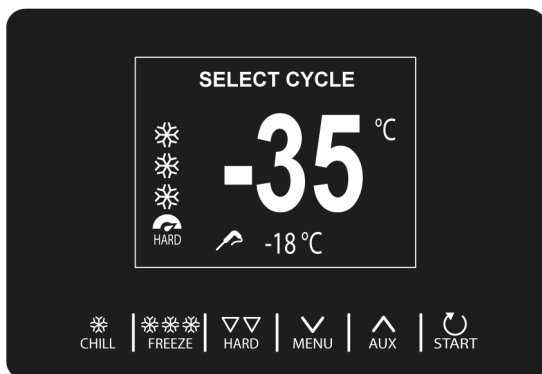 SELECT CYCLE
-35 °C
HARD
-18 °C
CHILL FREEZE HARD MENU AUX START